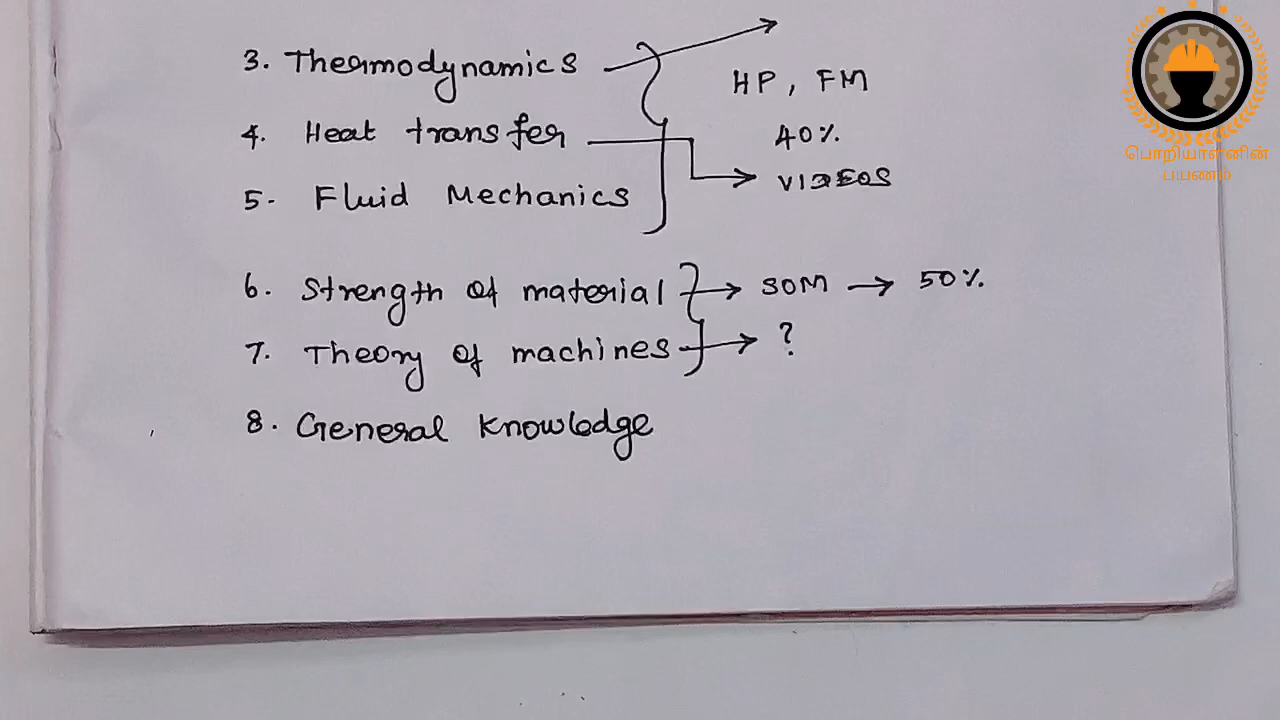 3. Thermodynamics
HP, FM
4. Heat transfer
40%
VIDEOS
5. Fluid Mechanics
6. Strength of material → SOM → 50%
7. Theory of machines → ?
8. General Knowledge
பொறியாளனின்
பயணம்